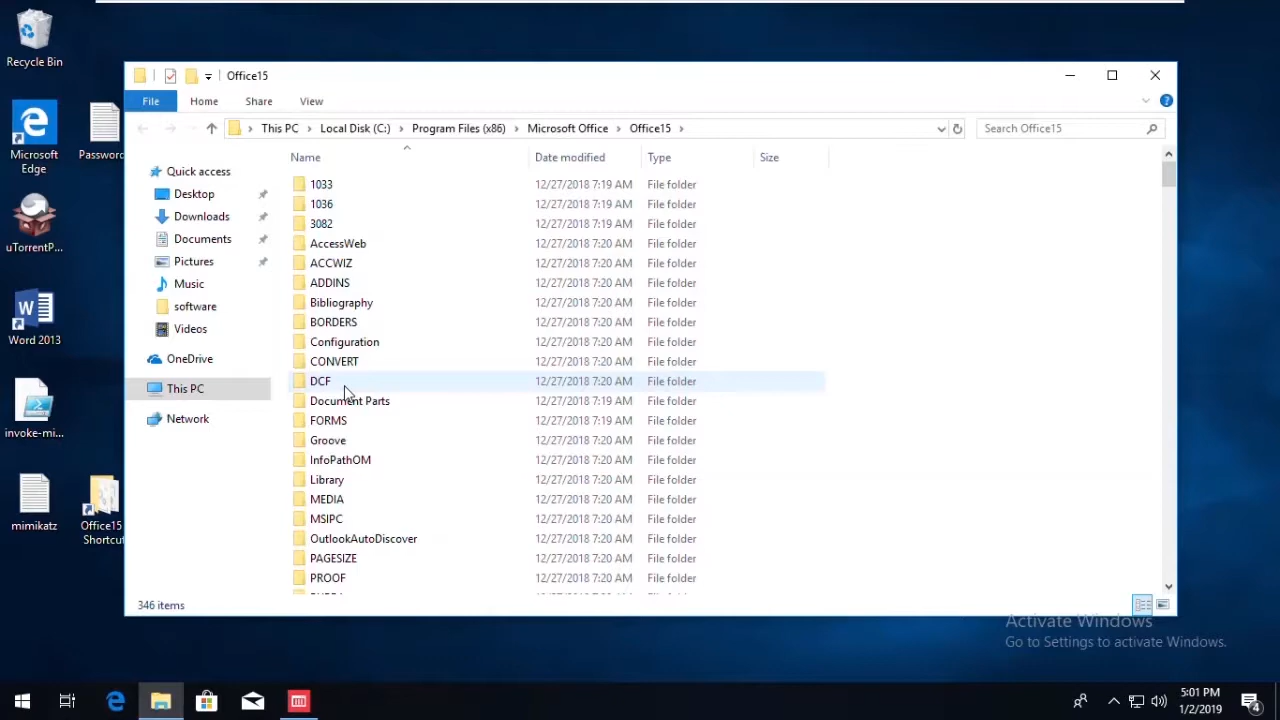 Recycle Bin
Microsoft
Edge
Password
uTorrentP...
Word 2013
invoke-mi...
mimikatz
Office15
Shortcu
Office15
File
Home
Share
View
This PC
Local Disk (C:)
Program Files (x86)
Microsoft Office
Office15
Search Office15
Quick access
Desktop
Downloads
Documents
Pictures
Music
software
Videos
OneDrive
This PC
Network
Name Date modified Type Size
1033 12/27/2018 7:19 AM File folder
1036 12/27/2018 7:19 AM File folder
3082 12/27/2018 7:19 AM File folder
AccessWeb 12/27/2018 7:20 AM File folder
ACCWIZ 12/27/2018 7:20 AM File folder
ADDINS 12/27/2018 7:20 AM File folder
Bibliography 12/27/2018 7:20 AM File folder
BORDERS 12/27/2018 7:20 AM File folder
Configuration 12/27/2018 7:20 AM File folder
CONVERT 12/27/2018 7:20 AM File folder
DCF 12/27/2018 7:20 AM File folder
Document Parts 12/27/2018 7:19 AM File folder
FORMS 12/27/2018 7:19 AM File folder
Groove 12/27/2018 7:20 AM File folder
InfoPathOM 12/27/2018 7:20 AM File folder
Library 12/27/2018 7:20 AM File folder
MEDIA 12/27/2018 7:20 AM File folder
MSIPC 12/27/2018 7:20 AM File folder
OutlookAutoDiscover 12/27/2018 7:20 AM File folder
PAGESIZE 12/27/2018 7:20 AM File folder
PROOF 12/27/2018 7:20 AM File folder
346 items
Activate Windows
Go to Settings to activate Windows.
5:01 PM
1/2/2019
4